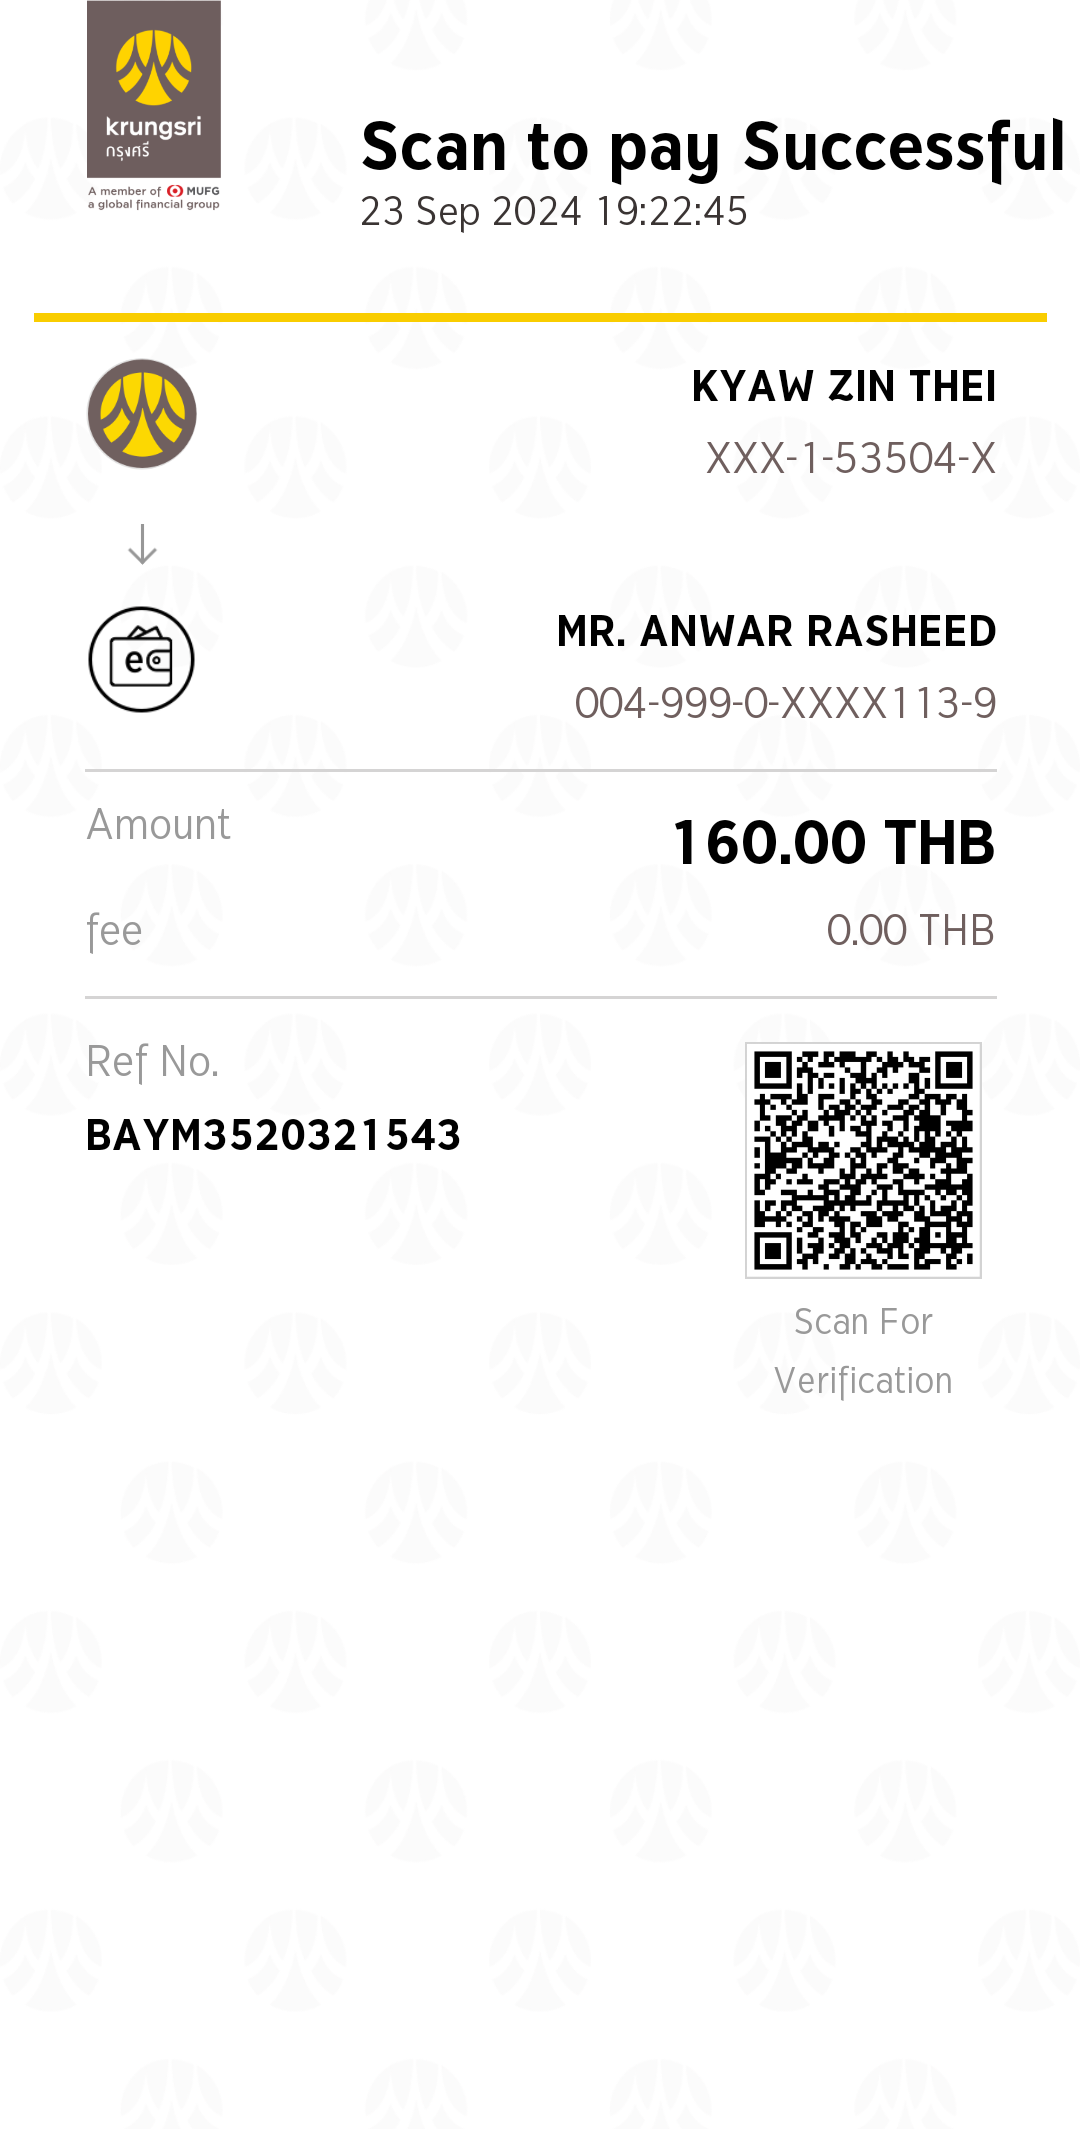 krungsri
กรุงศรี
A member of MUFG
a global financial group
Scan to pay Successful
23 Sep 2024 19:22:45
KYAW ZIN THEI
XXX-1-53504-X
e
MR. ANWAR RASHEED
004-999-0-XXXX113-9
Amount
160.00 THB
fee
0.00 THB
Ref No.
BAYM3520321543
Scan For
Verification